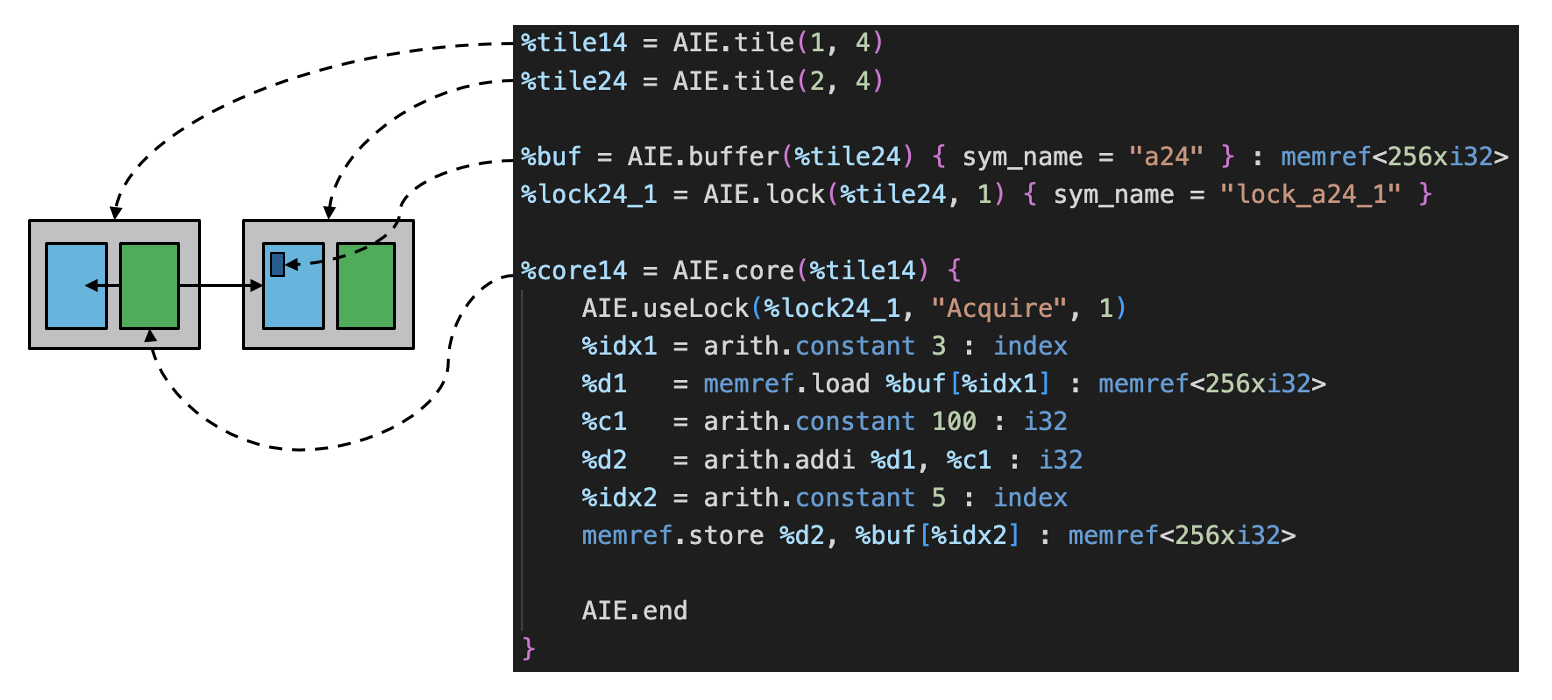 %tile14 = AIE.tile(1, 4)
%tile24 = AIE.tile(2, 4)
%buf = AIE.buffer(%tile24) { sym_name = "a24" } : memref<256xi32>
%lock24_1 = AIE.lock(%tile24, 1) { sym_name = "lock_a24_1" }
%core14 = AIE.core(%tile14) {
    AIE.useLock(%lock24_1, "Acquire", 1)
    %idx1 = arith.constant 3 : index
    %d1   = memref.load %buf[%idx1] : memref<256xi32>
    %c1   = arith.constant 100 : i32
    %d2   = arith.addi %d1, %c1 : i32
    %idx2 = arith.constant 5 : index
    memref.store %d2, %buf[%idx2] : memref<256xi32>
    AIE.end
}